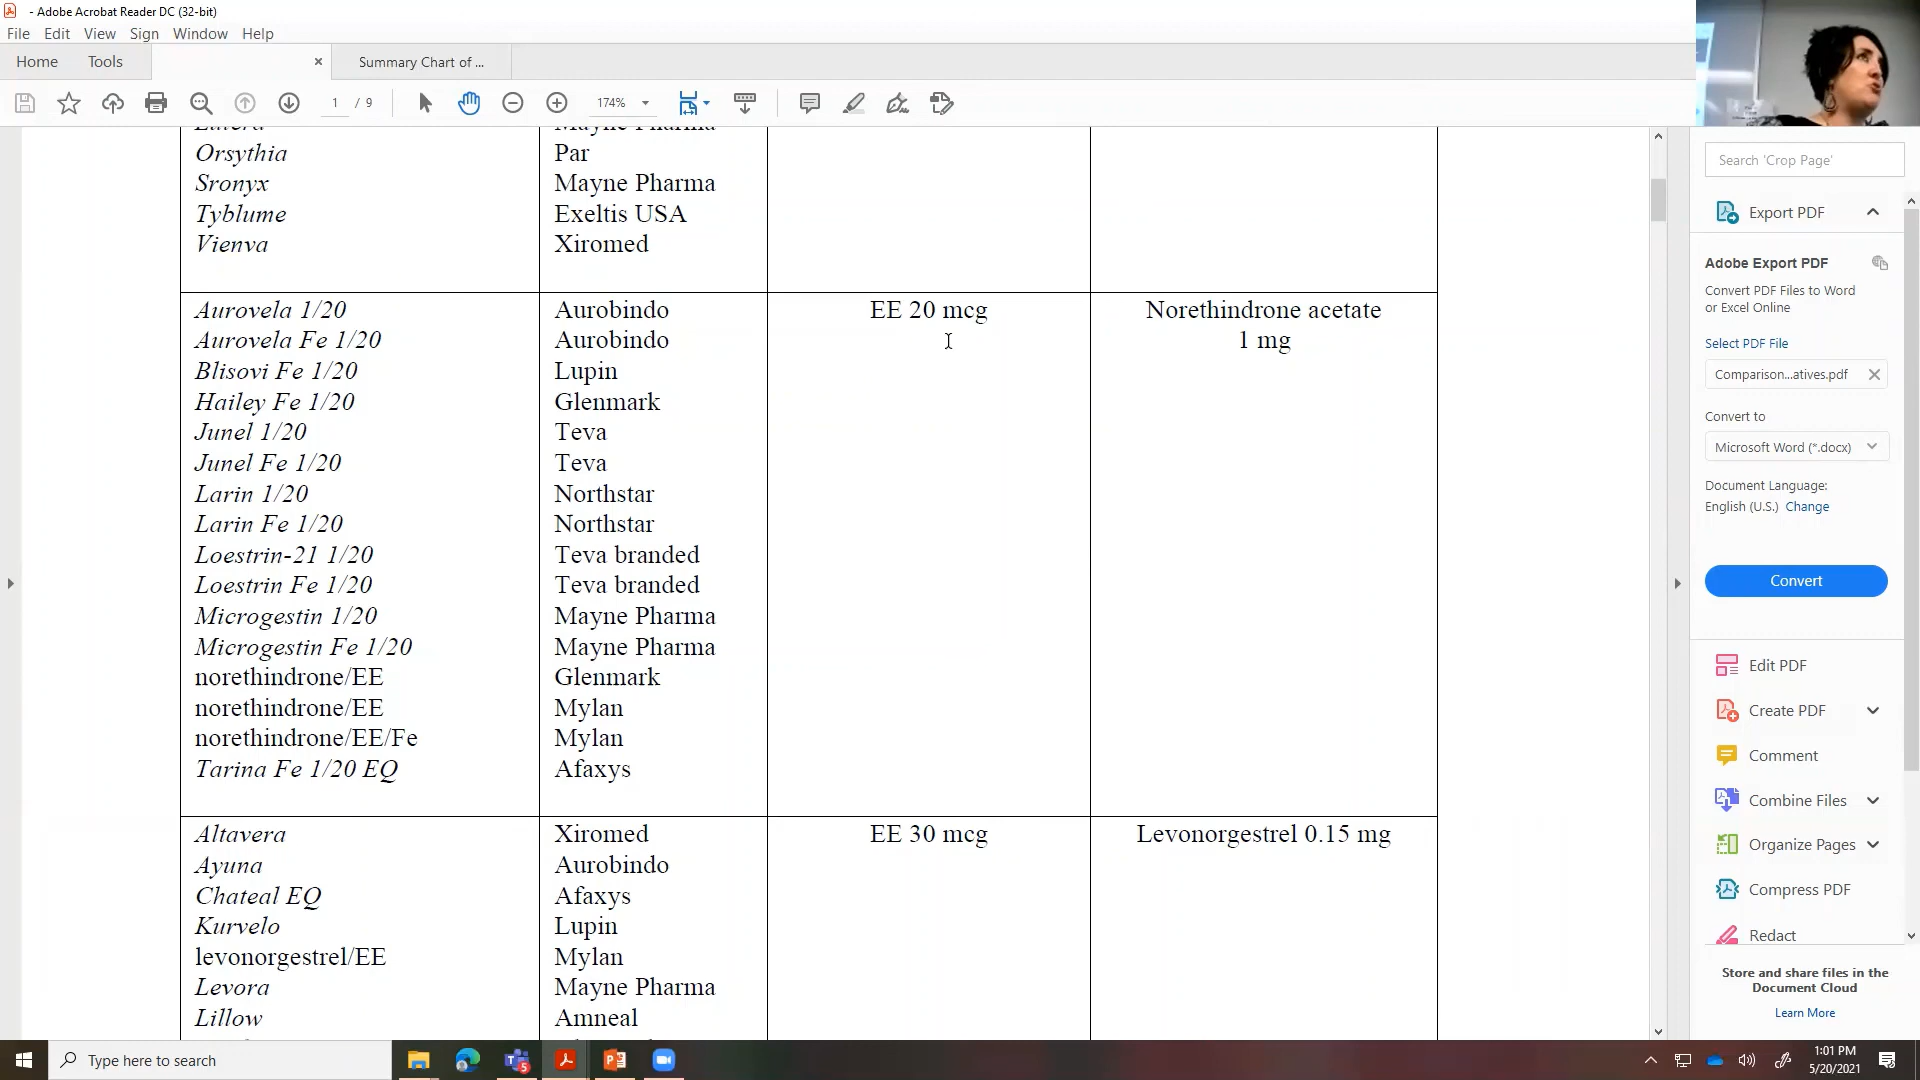 - Adobe Acrobat Reader DC (32-bit)
File Edit View Sign Window Help
Home Tools × Summary Chart of ...
1 / 9 174%
Mayne Pharma
Orsythia Par
Sronyx Mayne Pharma
Tyblume Exeltis USA
Vienva Xiromed
Aurovela 1/20 Aurobindo EE 20 mcg Norethindrone acetate
Aurovela Fe 1/20 Aurobindo 1 mg
Blisovi Fe 1/20 Lupin
Hailey Fe 1/20 Glenmark
Junel 1/20 Teva
Junel Fe 1/20 Teva
Larin 1/20 Northstar
Larin Fe 1/20 Northstar
Loestrin-21 1/20 Teva branded
Loestrin Fe 1/20 Teva branded
Microgestin 1/20 Mayne Pharma
Microgestin Fe 1/20 Mayne Pharma
norethindrone/EE Glenmark
norethindrone/EE Mylan
norethindrone/EE/Fe Mylan
Tarina Fe 1/20 EQ Afaxys
Altavera Xiromed EE 30 mcg Levonorgestrel 0.15 mg
Ayuna Aurobindo
Chateal EQ Afaxys
Kurvelo Lupin
levonorgestrel/EE Mylan
Levora Mayne Pharma
Lillow Amneal
Search 'Crop Page'
Export PDF
Adobe Export PDF
Convert PDF Files to Word
or Excel Online
Select PDF File
Comparison...atives.pdf
Convert to
Microsoft Word (*.docx)
Document Language:
English (U.S.) Change
Convert
Edit PDF
Create PDF
Comment
Combine Files
Organize Pages
Compress PDF
Redact
Store and share files in the
Document Cloud
Learn More
Type here to search
5
1:01 PM
5/20/2021